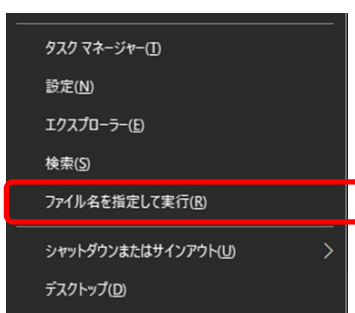 タスク マネージャー(T)
設定(N)
エクスプローラー(E)
検索(S)
ファイル名を指定して実行(R)
シャットダウンまたはサインアウト(U)
デスクトップ(D)